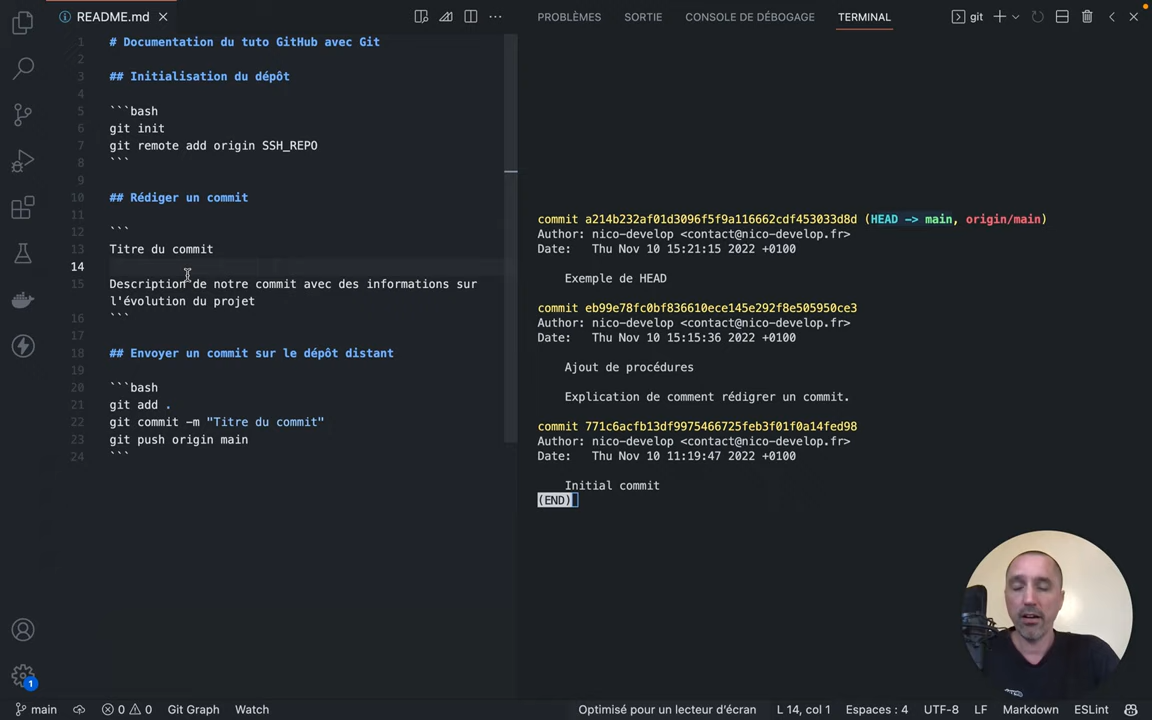 README.md
PROBLÈMES
SORTIE
CONSOLE DE DÉBOGAGE
TERMINAL
git
1 # Documentation du tuto GitHub avec Git
2
3 ## Initialisation du dépôt
4
5 ```bash
6 git init
7 git remote add origin SSH_REPO
8 ```
9
10 ## Rédiger un commit
11
12 ```
13 Titre du commit
14
15 Description de notre commit avec des informations sur
l'évolution du projet
16 ```
17
18 ## Envoyer un commit sur le dépôt distant
19
20 ```bash
21 git add .
22 git commit -m "Titre du commit"
23 git push origin main
24 ```
commit a214b232af01d3096f5f9a116662cdf453033d8d (HEAD -> main, origin/main)
Author: nico-develop <contact@nico-develop.fr>
Date: Thu Nov 10 15:21:15 2022 +0100
Exemple de HEAD
commit eb99e78fc0bf836610ece145e292f8e505950ce3
Author: nico-develop <contact@nico-develop.fr>
Date: Thu Nov 10 15:15:36 2022 +0100
Ajout de procédures
Explication de comment rédigrer un commit.
commit 771c6acfb13df9975466725feb3f01f0a14fed98
Author: nico-develop <contact@nico-develop.fr>
Date: Thu Nov 10 11:19:47 2022 +0100
Initial commit
(END)
1
main
0
0
Git Graph
Watch
Optimisé pour un lecteur d'écran
L 14, col 1
Espaces : 4
UTF-8
LF
Markdown
ESLint